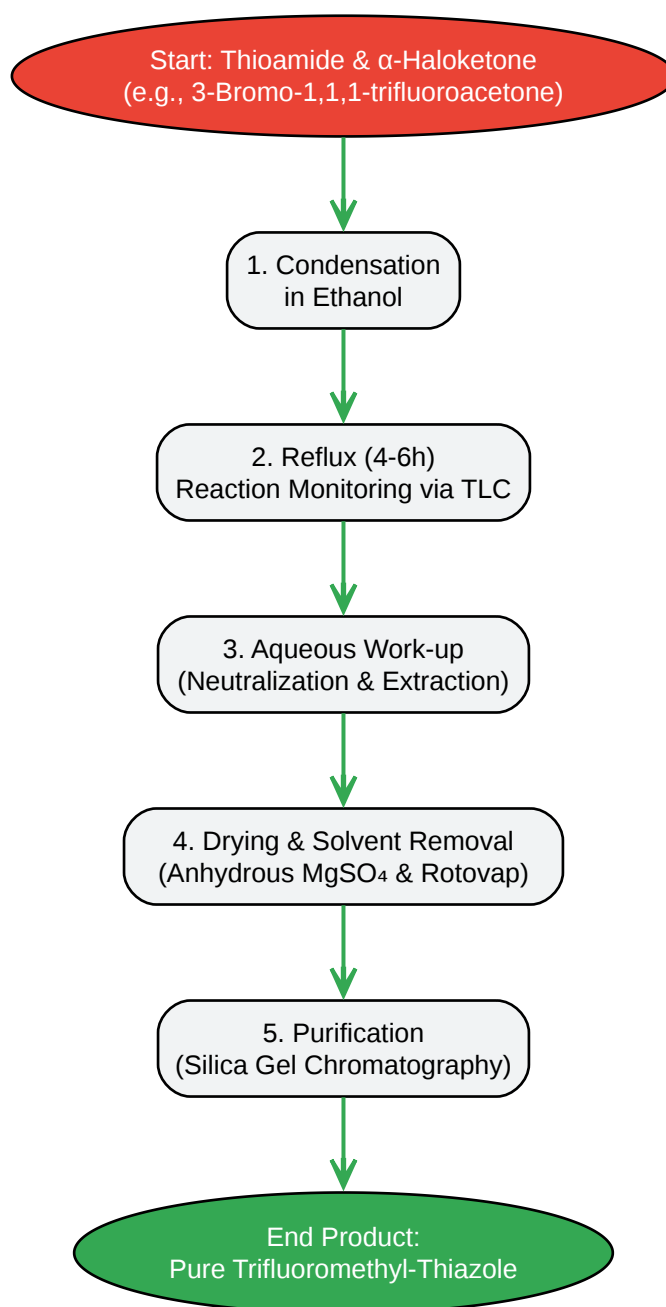 Start: Thioamide & α-Haloketone
(e.g., 3-Bromo-1,1,1-trifluoroacetone)
1. Condensation
in Ethanol
2. Reflux (4-6h)
Reaction Monitoring via TLC
3. Aqueous Work-up
(Neutralization & Extraction)
4. Drying & Solvent Removal
(Anhydrous MgSO₄ & Rotovap)
5. Purification
(Silica Gel Chromatography)
End Product:
Pure Trifluoromethyl-Thiazole